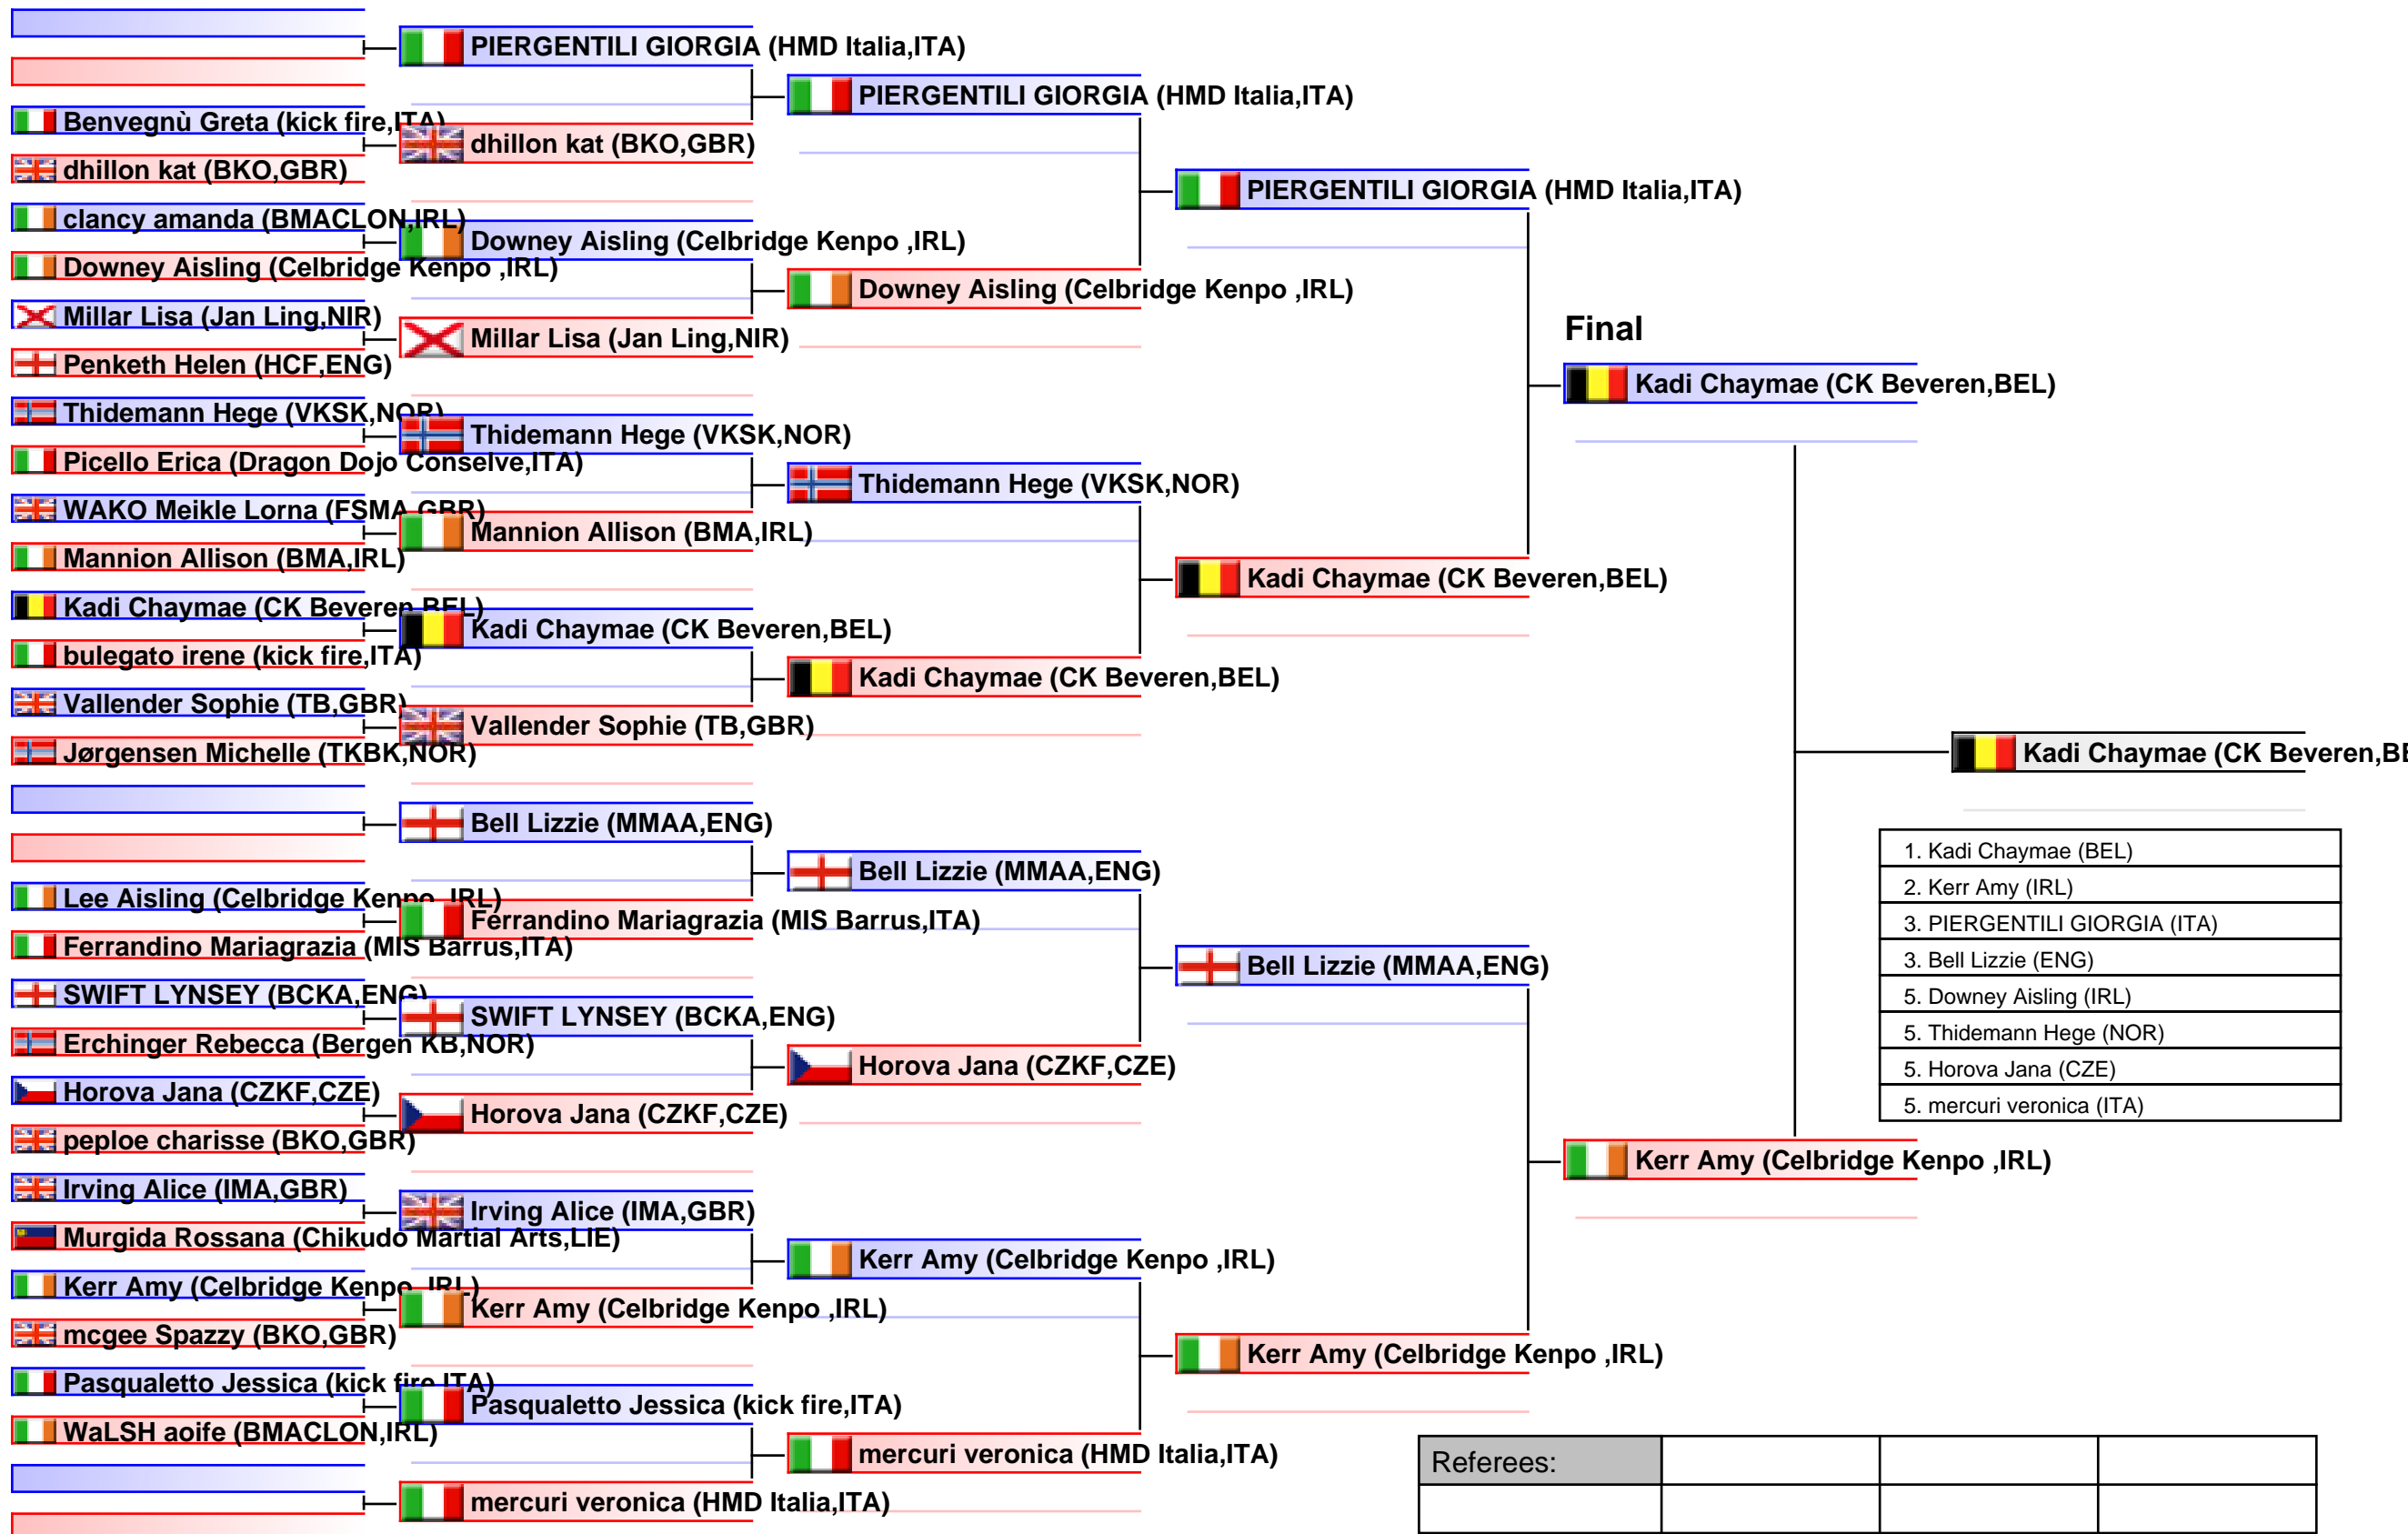 Benvegnù Greta (kick fire,ITA)
dhillon kat (BKO,GBR)
clancy amanda (BMACLON,IRL)
Downey Aisling (Celbridge Kenpo ,IRL)
Millar Lisa (Jan Ling,NIR)
Penketh Helen (HCF,ENG)
Thidemann Hege (VKSK,NOR)
Picello Erica (Dragon Dojo Conselve,ITA)
WAKO Meikle Lorna (FSMA,GBR)
Mannion Allison (BMA,IRL)
Kadi Chaymae (CK Beveren,BEL)
bulegato irene (kick fire,ITA)
Vallender Sophie (TB,GBR)
Jørgensen Michelle (TKBK,NOR)
Lee Aisling (Celbridge Kenpo ,IRL)
Ferrandino Mariagrazia (MIS Barrus,ITA)
SWIFT LYNSEY (BCKA,ENG)
Erchinger Rebecca (Bergen KB,NOR)
Horova Jana (CZKF,CZE)
peploe charisse (BKO,GBR)
Irving Alice (IMA,GBR)
Murgida Rossana (Chikudo Martial Arts,LIE)
Kerr Amy (Celbridge Kenpo ,IRL)
mcgee Spazzy (BKO,GBR)
Pasqualetto Jessica (kick fire,ITA)
WaLSH aoife (BMACLON,IRL)
PIERGENTILI GIORGIA (HMD Italia,ITA)
dhillon kat (BKO,GBR)
Downey Aisling (Celbridge Kenpo ,IRL)
Millar Lisa (Jan Ling,NIR)
Thidemann Hege (VKSK,NOR)
Mannion Allison (BMA,IRL)
Kadi Chaymae (CK Beveren,BEL)
Vallender Sophie (TB,GBR)
Bell Lizzie (MMAA,ENG)
Ferrandino Mariagrazia (MIS Barrus,ITA)
SWIFT LYNSEY (BCKA,ENG)
Horova Jana (CZKF,CZE)
Irving Alice (IMA,GBR)
Kerr Amy (Celbridge Kenpo ,IRL)
Pasqualetto Jessica (kick fire,ITA)
mercuri veronica (HMD Italia,ITA)
PIERGENTILI GIORGIA (HMD Italia,ITA)
Downey Aisling (Celbridge Kenpo ,IRL)
Thidemann Hege (VKSK,NOR)
Kadi Chaymae (CK Beveren,BEL)
Bell Lizzie (MMAA,ENG)
Horova Jana (CZKF,CZE)
Kerr Amy (Celbridge Kenpo ,IRL)
mercuri veronica (HMD Italia,ITA)
PIERGENTILI GIORGIA (HMD Italia,ITA)
Kadi Chaymae (CK Beveren,BEL)
Bell Lizzie (MMAA,ENG)
Kerr Amy (Celbridge Kenpo ,IRL)
Final
Kadi Chaymae (CK Beveren,BEL)
Kerr Amy (Celbridge Kenpo ,IRL)
Kadi Chaymae (CK Beveren,BE
1. Kadi Chaymae (BEL)
2. Kerr Amy (IRL)
3. PIERGENTILI GIORGIA (ITA)
3. Bell Lizzie (ENG)
5. Downey Aisling (IRL)
5. Thidemann Hege (NOR)
5. Horova Jana (CZE)
5. mercuri veronica (ITA)
Referees: